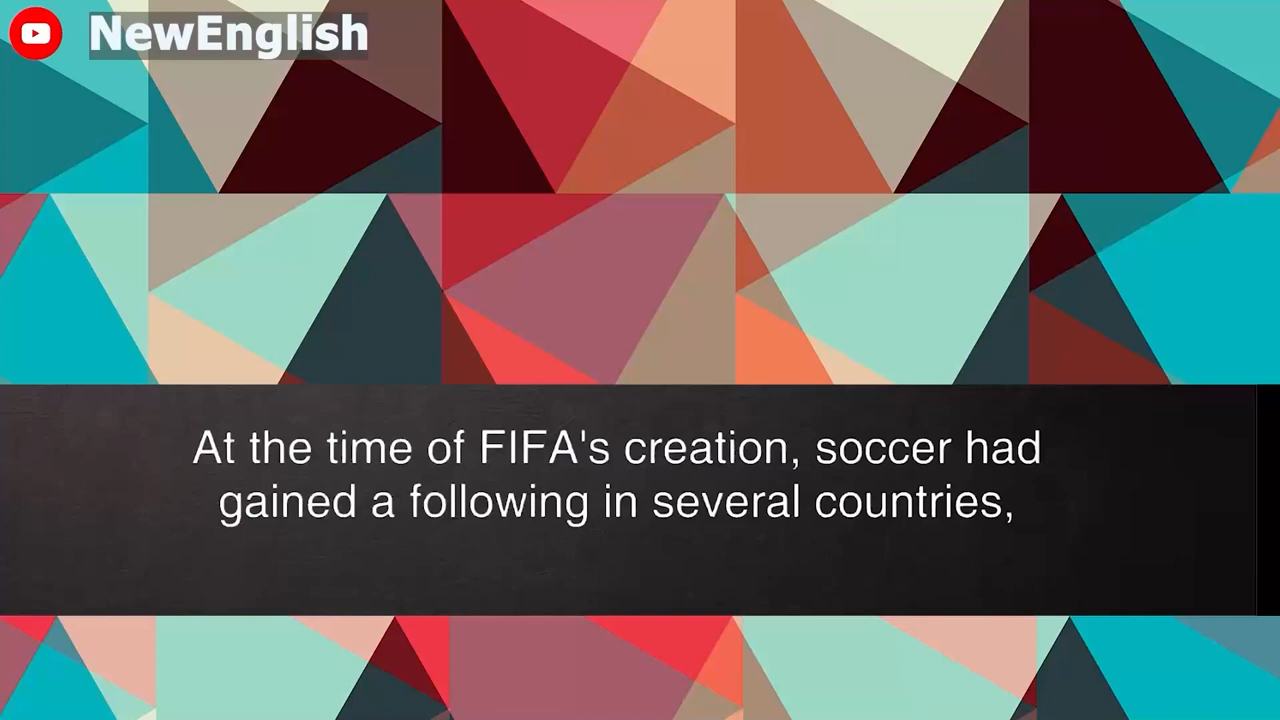 NewEnglish
At the time of FIFA's creation, soccer had
gained a following in several countries,